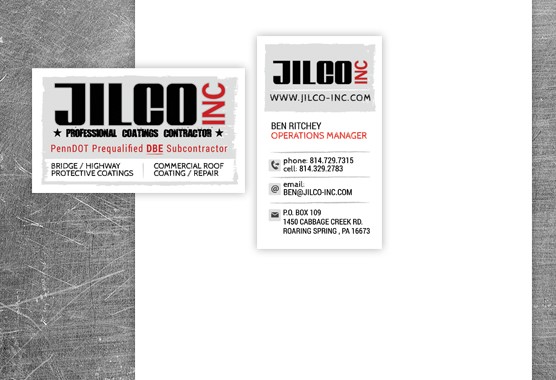 JILCO INC
★ PROFESSIONAL COATINGS CONTRACTOR ★
PennDOT Prequalified DBE Subcontractor
BRIDGE / HIGHWAY
PROTECTIVE COATINGS
COMMERCIAL ROOF
COATING / REPAIR
JILCO INC
WWW.JILCO-INC.COM
BEN RITCHEY
OPERATIONS MANAGER
phone: 814.729.7315
cell: 814.329.2783
email.
BEN@JILCO-INC.COM
P.O. BOX 109
1450 CABBAGE CREEK RD.
ROARING SPRING , PA 16673